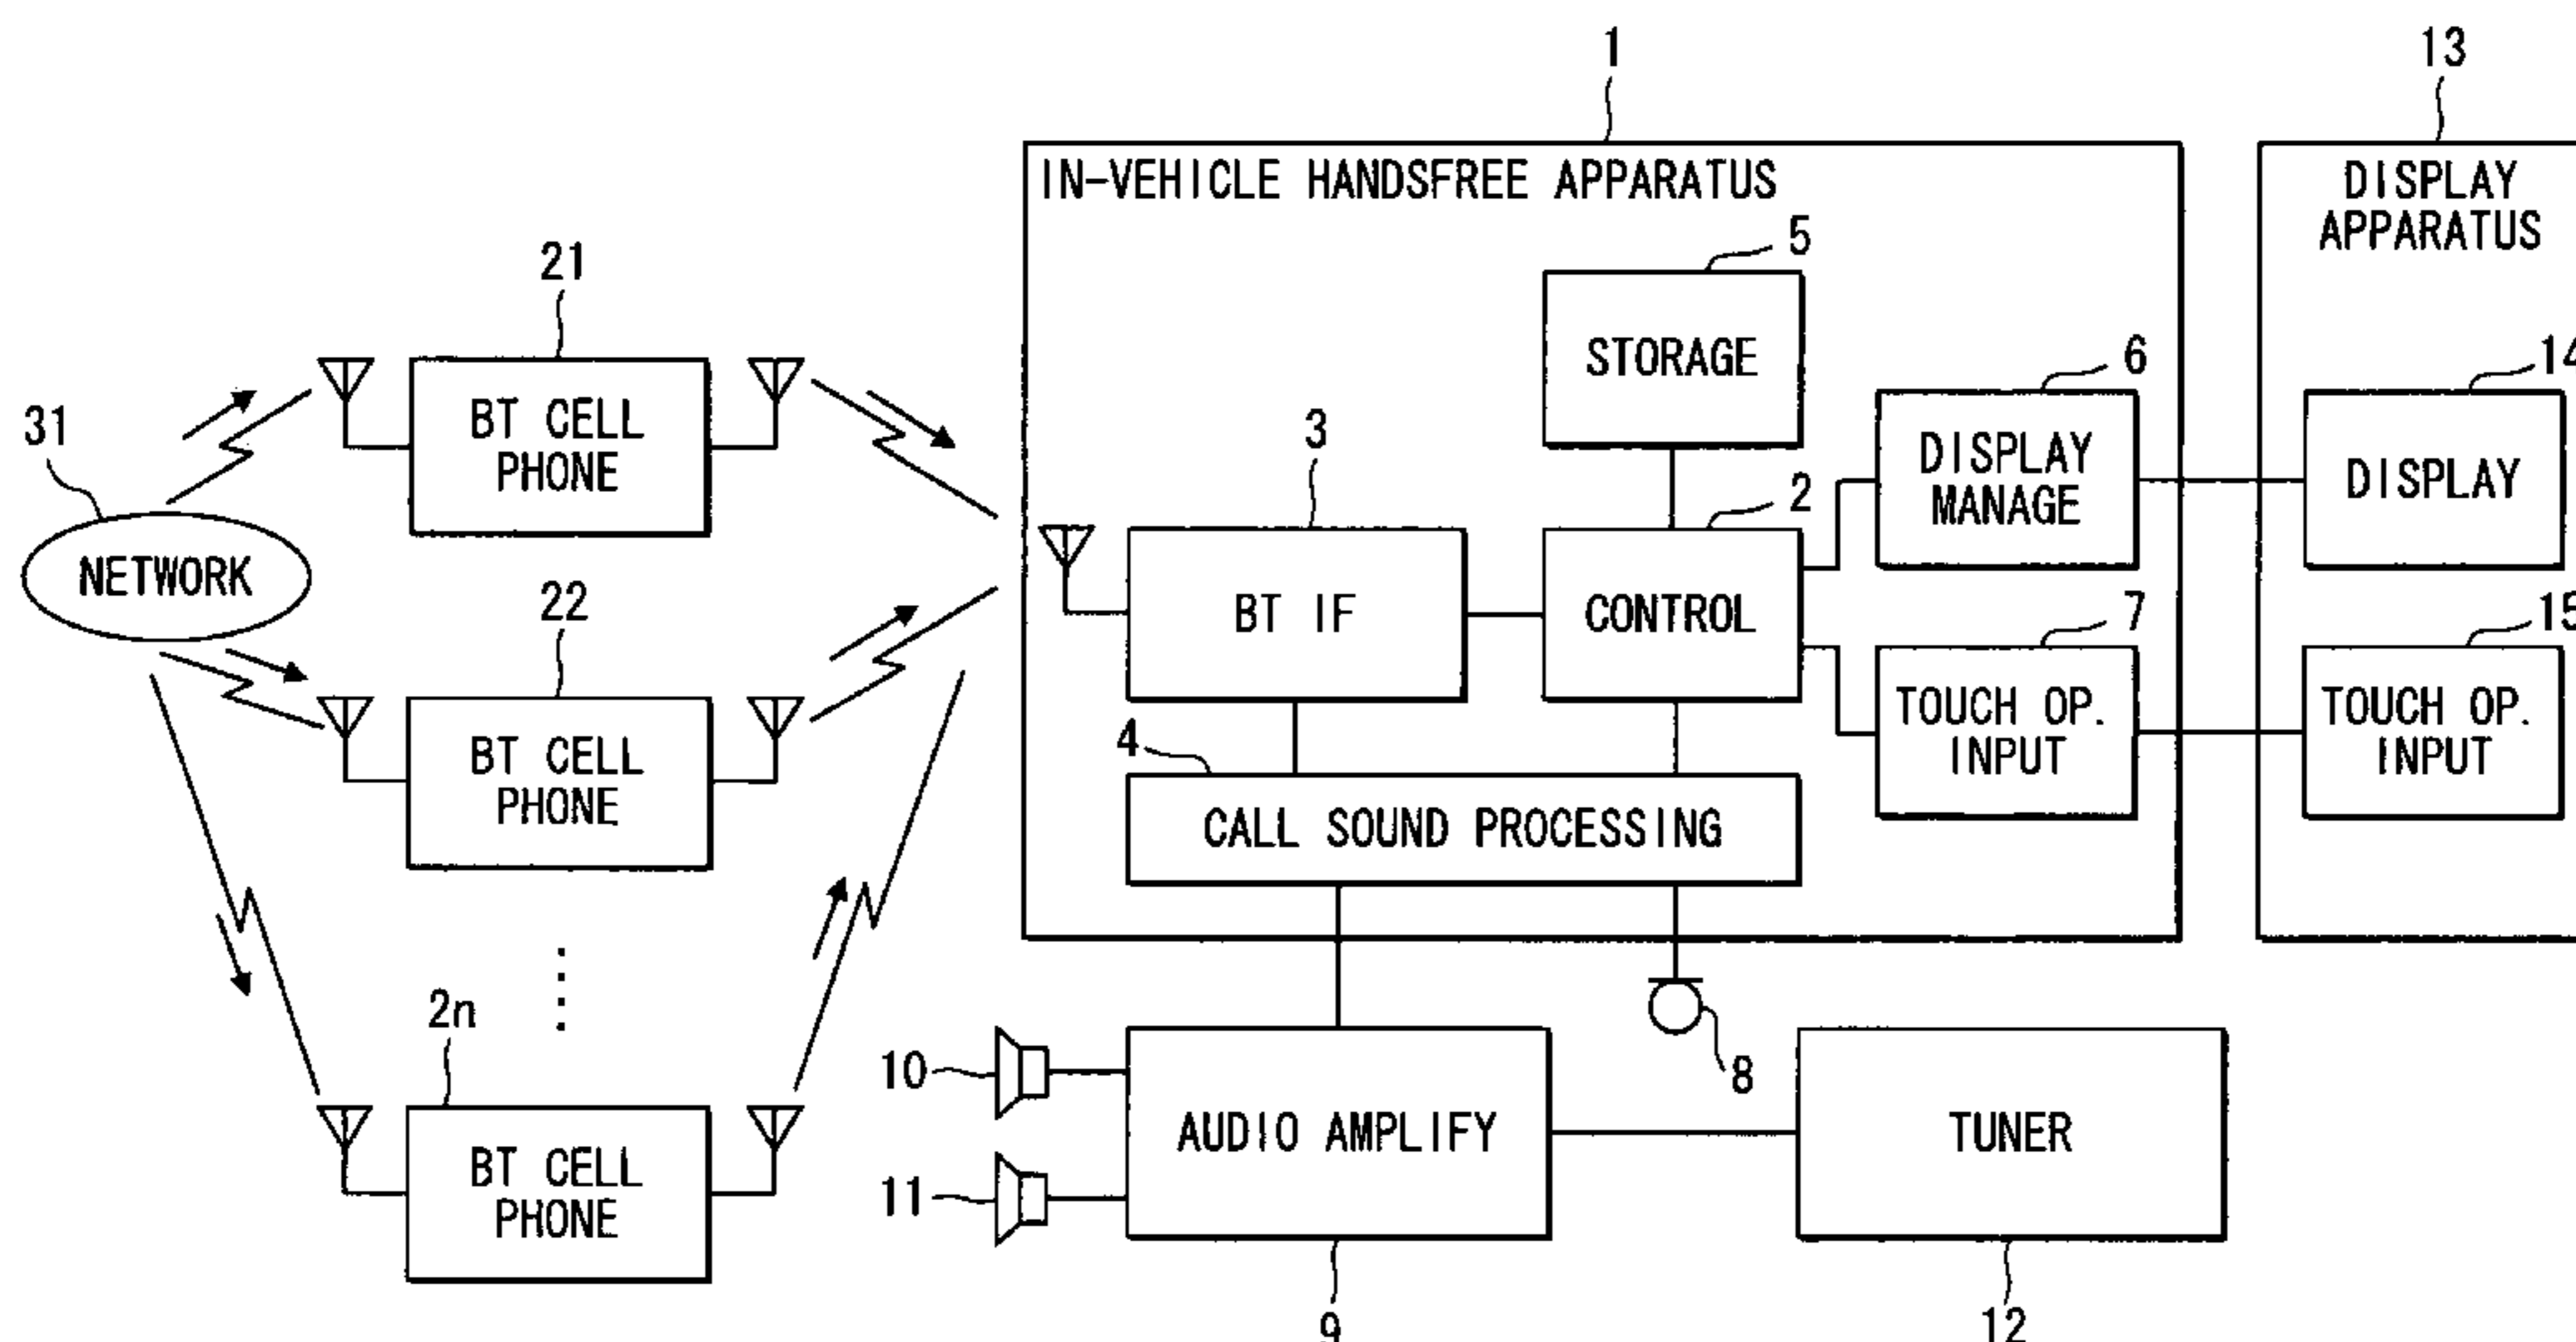 1
13
IN-VEHICLE HANDSFREE APPARATUS
DISPLAY
APPARATUS
5
21
STORAGE
6
14
31
BT CELL
PHONE
3
2
DISPLAY
MANAGE
DISPLAY
NETWORK
22
BT IF
CONTROL
7
15
TOUCH OP.
INPUT
TOUCH OP.
INPUT
BT CELL
PHONE
4
CALL SOUND PROCESSING
2n
8
10
AUDIO AMPLIFY
TUNER
11
BT CELL
PHONE
9
12